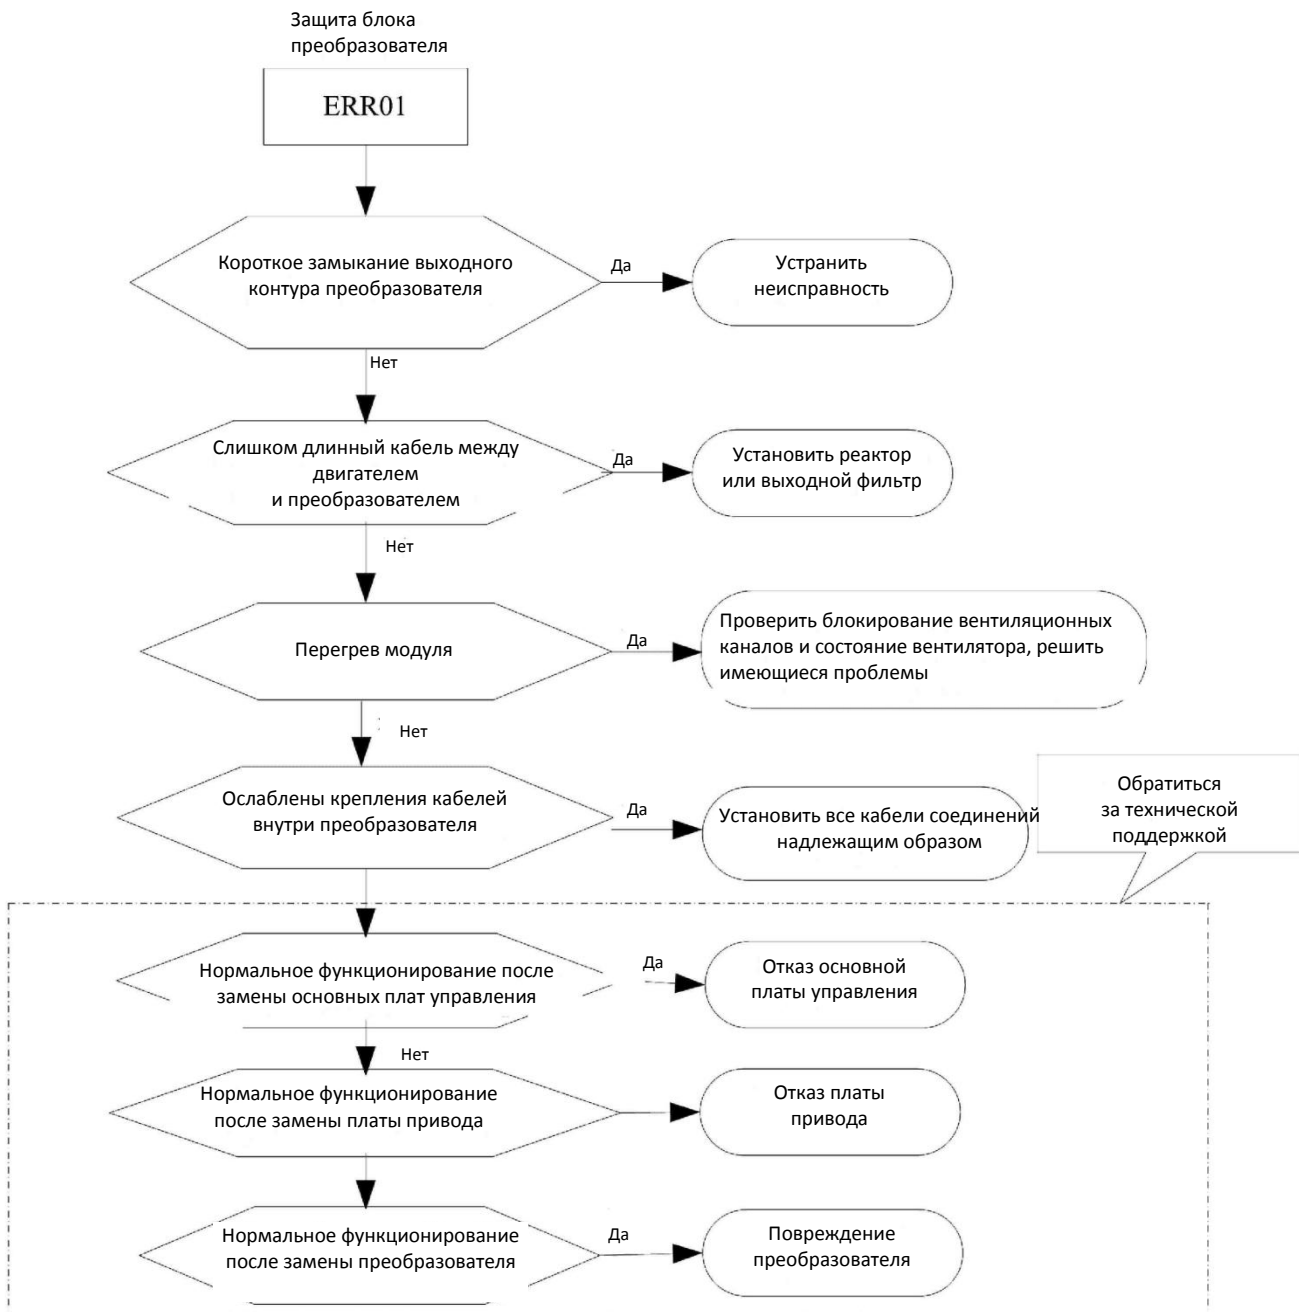 Защита блока
преобразователя
ERR01
Короткое замыкание выходного
контура преобразователя
Да
Устранить
неисправность
Нет
Слишком длинный кабель между
двигателем
и преобразователем
Да
Установить реактор
или выходной фильтр
Нет
Перегрев модуля
Да
Проверить блокирование вентиляционных
каналов и состояние вентилятора, решить
имеющиеся проблемы
Нет
Ослаблены крепления кабелей
внутри преобразователя
Да
Установить все кабели соединений
надлежащим образом
Обратиться
за технической
поддержкой
Нормальное функционирование после
замены основных плат управления
Да
Отказ основной
платы управления
Нет
Нормальное функционирование
после замены платы привода
Отказ платы
привода
Нормальное функционирование
после замены преобразователя
Да
Повреждение
преобразователя